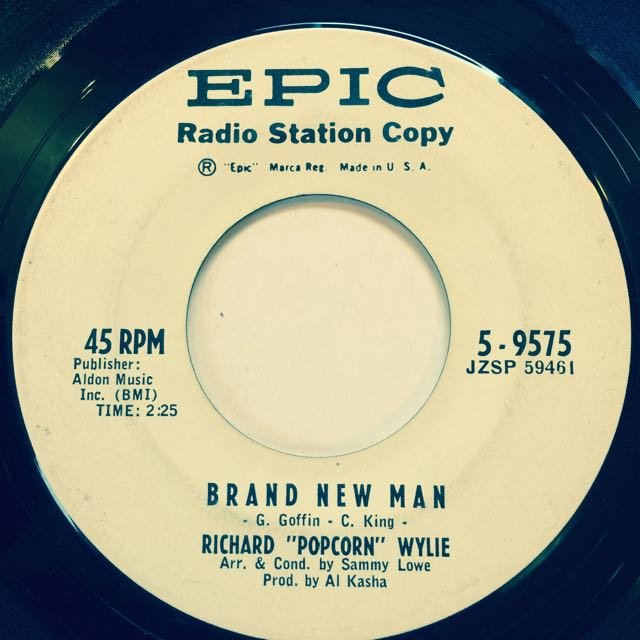 EPIC
Radio Station Copy
® "Epic" Marca Reg. Made in U. S. A.
45 RPM
Publisher:
Aldon Music
Inc. (BMI)
TIME: 2:25
5-9575
JZSP 59461
BRAND NEW MAN
- G. Goffin - C. King -
RICHARD "POPCORN" WYLIE
Arr. & Cond. by Sammy Lowe
Prod. by Al Kasha